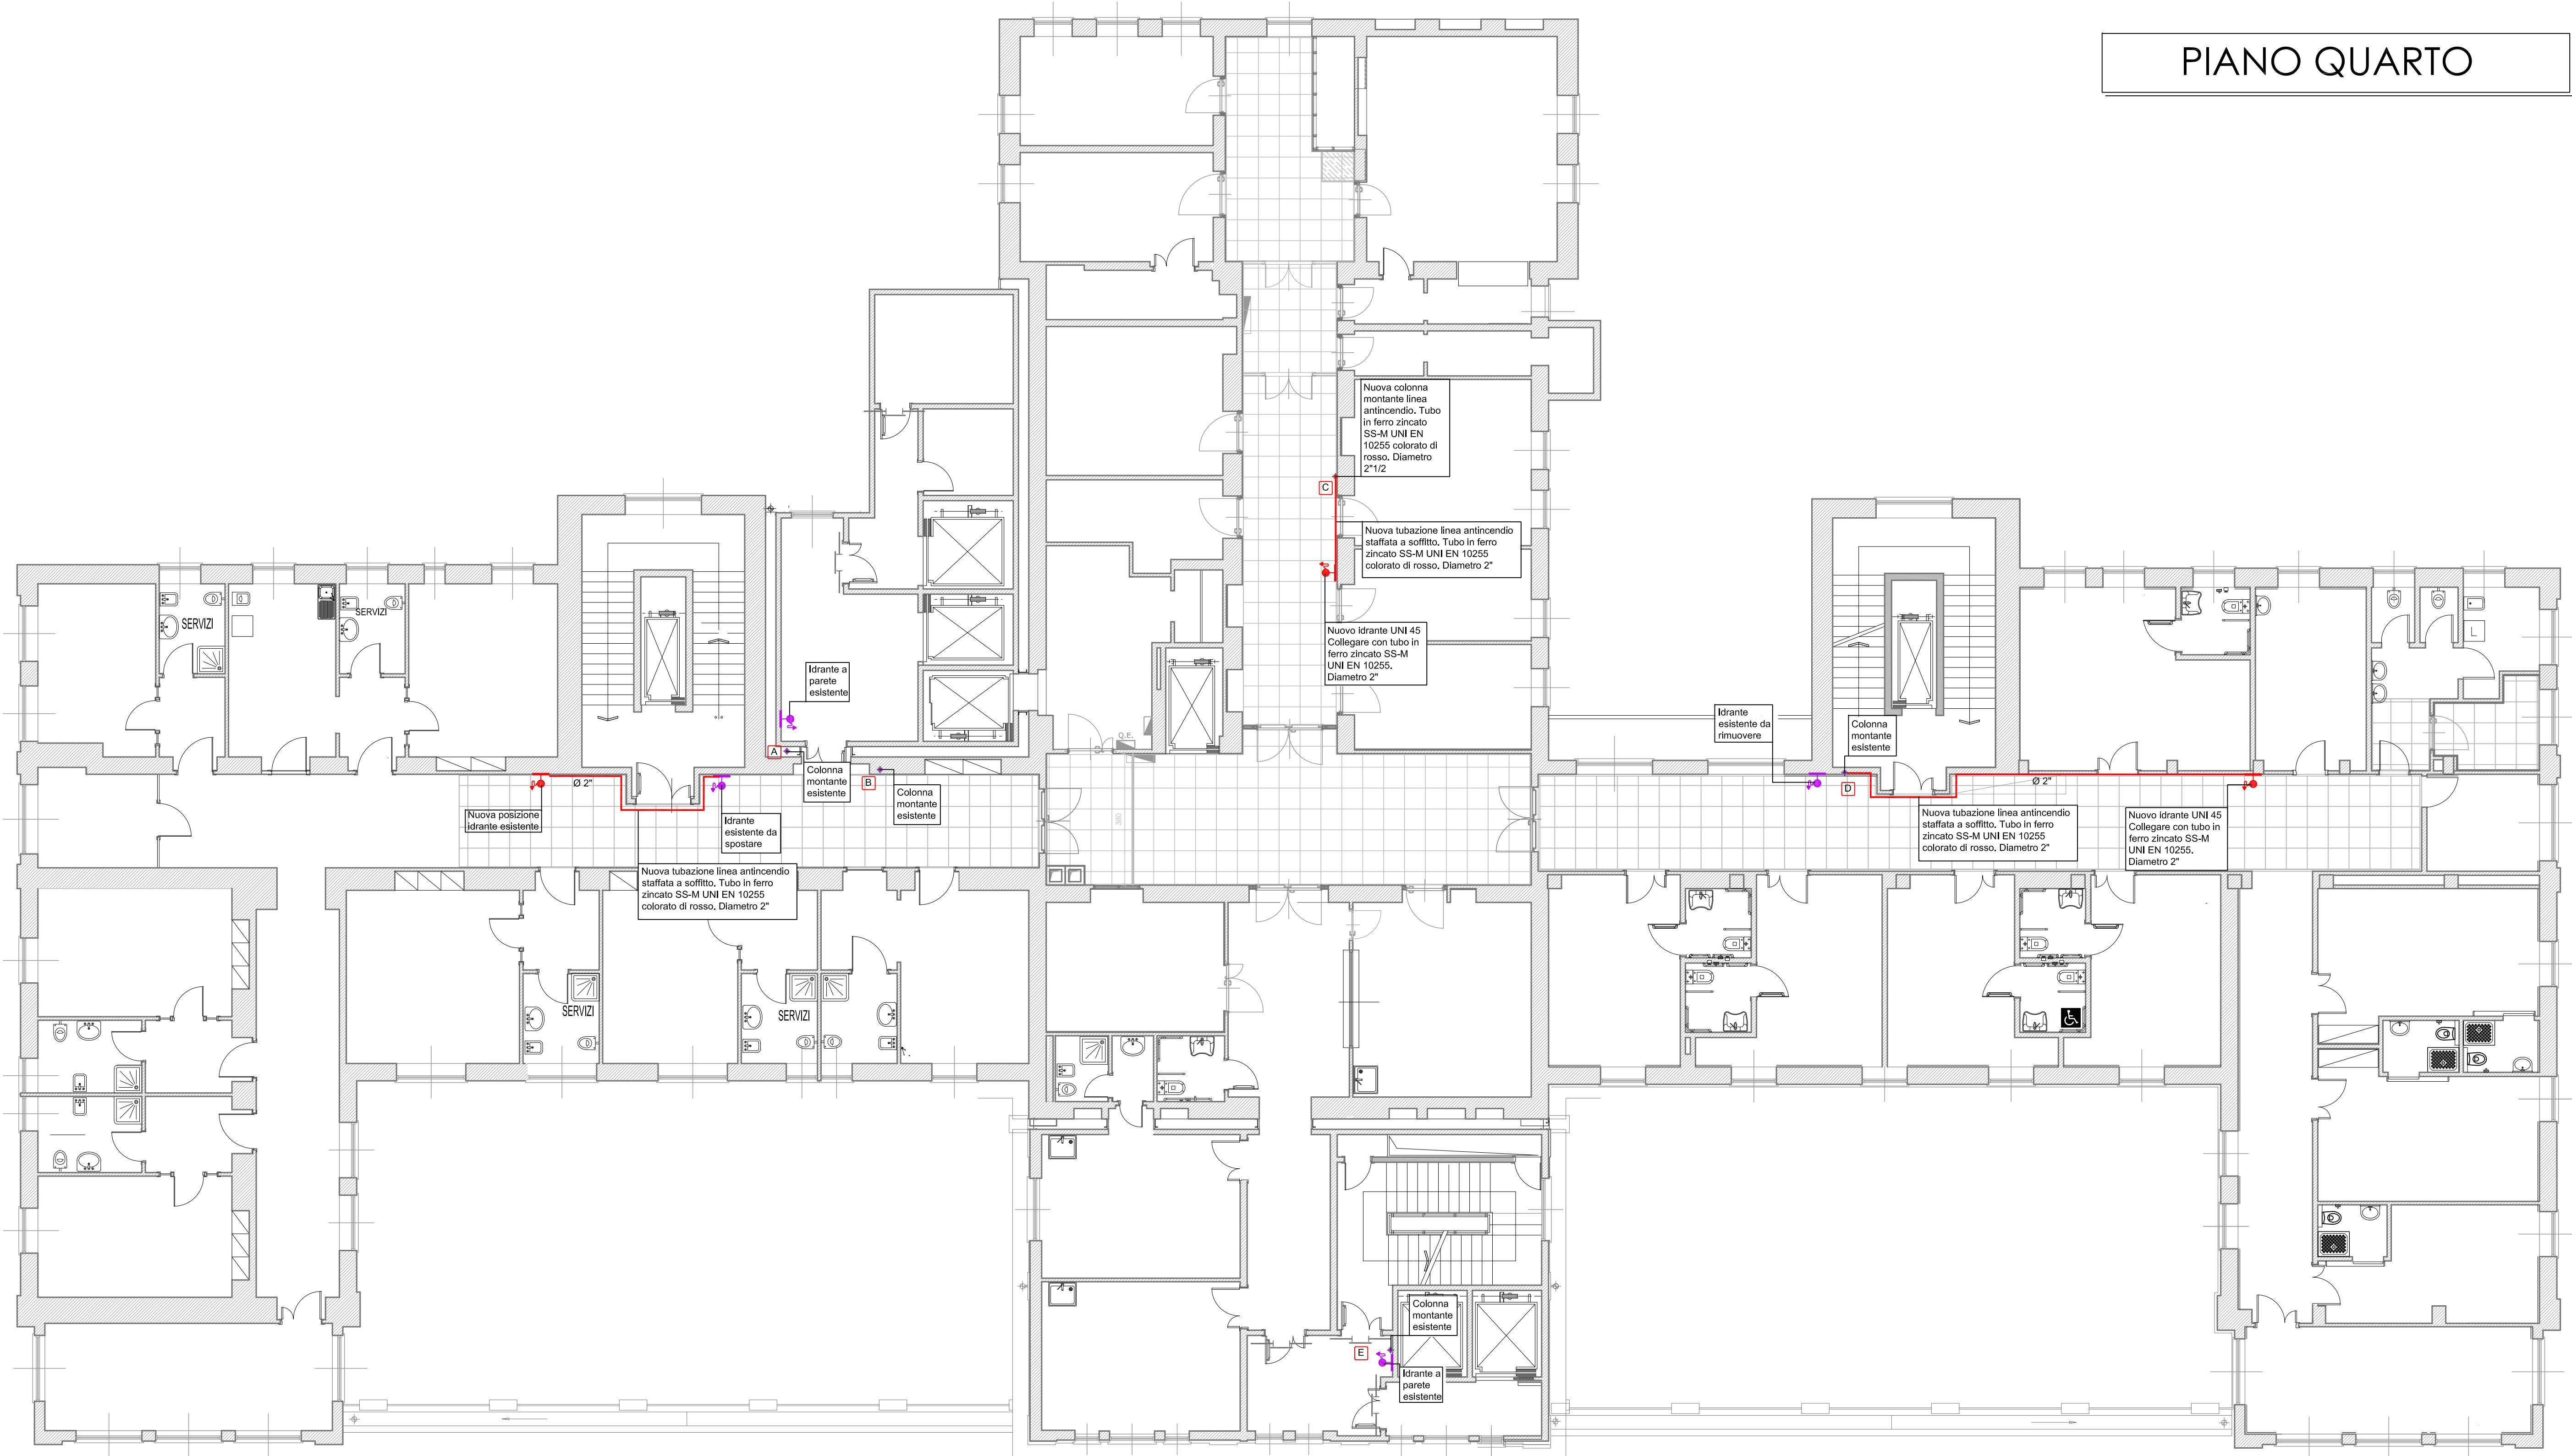 PIANO QUARTO
Nuova colonna
montante linea
antincendio. Tubo
in ferro zincato
SS-M UNI EN
10255 colorato di
rosso. Diametro
2"1/2
C
Nuova tubazione linea antincendio
staffata a soffitto. Tubo in ferro
zincato SS-M UNI EN 10255
colorato di rosso. Diametro 2"
Nuovo idrante UNI 45
Collegare con tubo in
ferro zincato SS-M
UNI EN 10255.
Diametro 2"
SERVIZI
SERVIZI
Idrante a
parete
esistente
A
Colonna
montante
esistente
B
Colonna
montante
esistente
Q.E.
380
Ø 2"
Nuova posizione
idrante esistente
Idrante
esistente da
spostare
Nuova tubazione linea antincendio
staffata a soffitto. Tubo in ferro
zincato SS-M UNI EN 10255
colorato di rosso. Diametro 2"
Idrante
esistente da
rimuovere
Colonna
montante
esistente
D
Ø 2"
L
Nuova tubazione linea antincendio
staffata a soffitto. Tubo in ferro
zincato SS-M UNI EN 10255
colorato di rosso. Diametro 2"
Nuovo idrante UNI 45
Collegare con tubo in
ferro zincato SS-M
UNI EN 10255.
Diametro 2"
SERVIZI
SERVIZI
Colonna
montante
esistente
E
Idrante a
parete
esistente